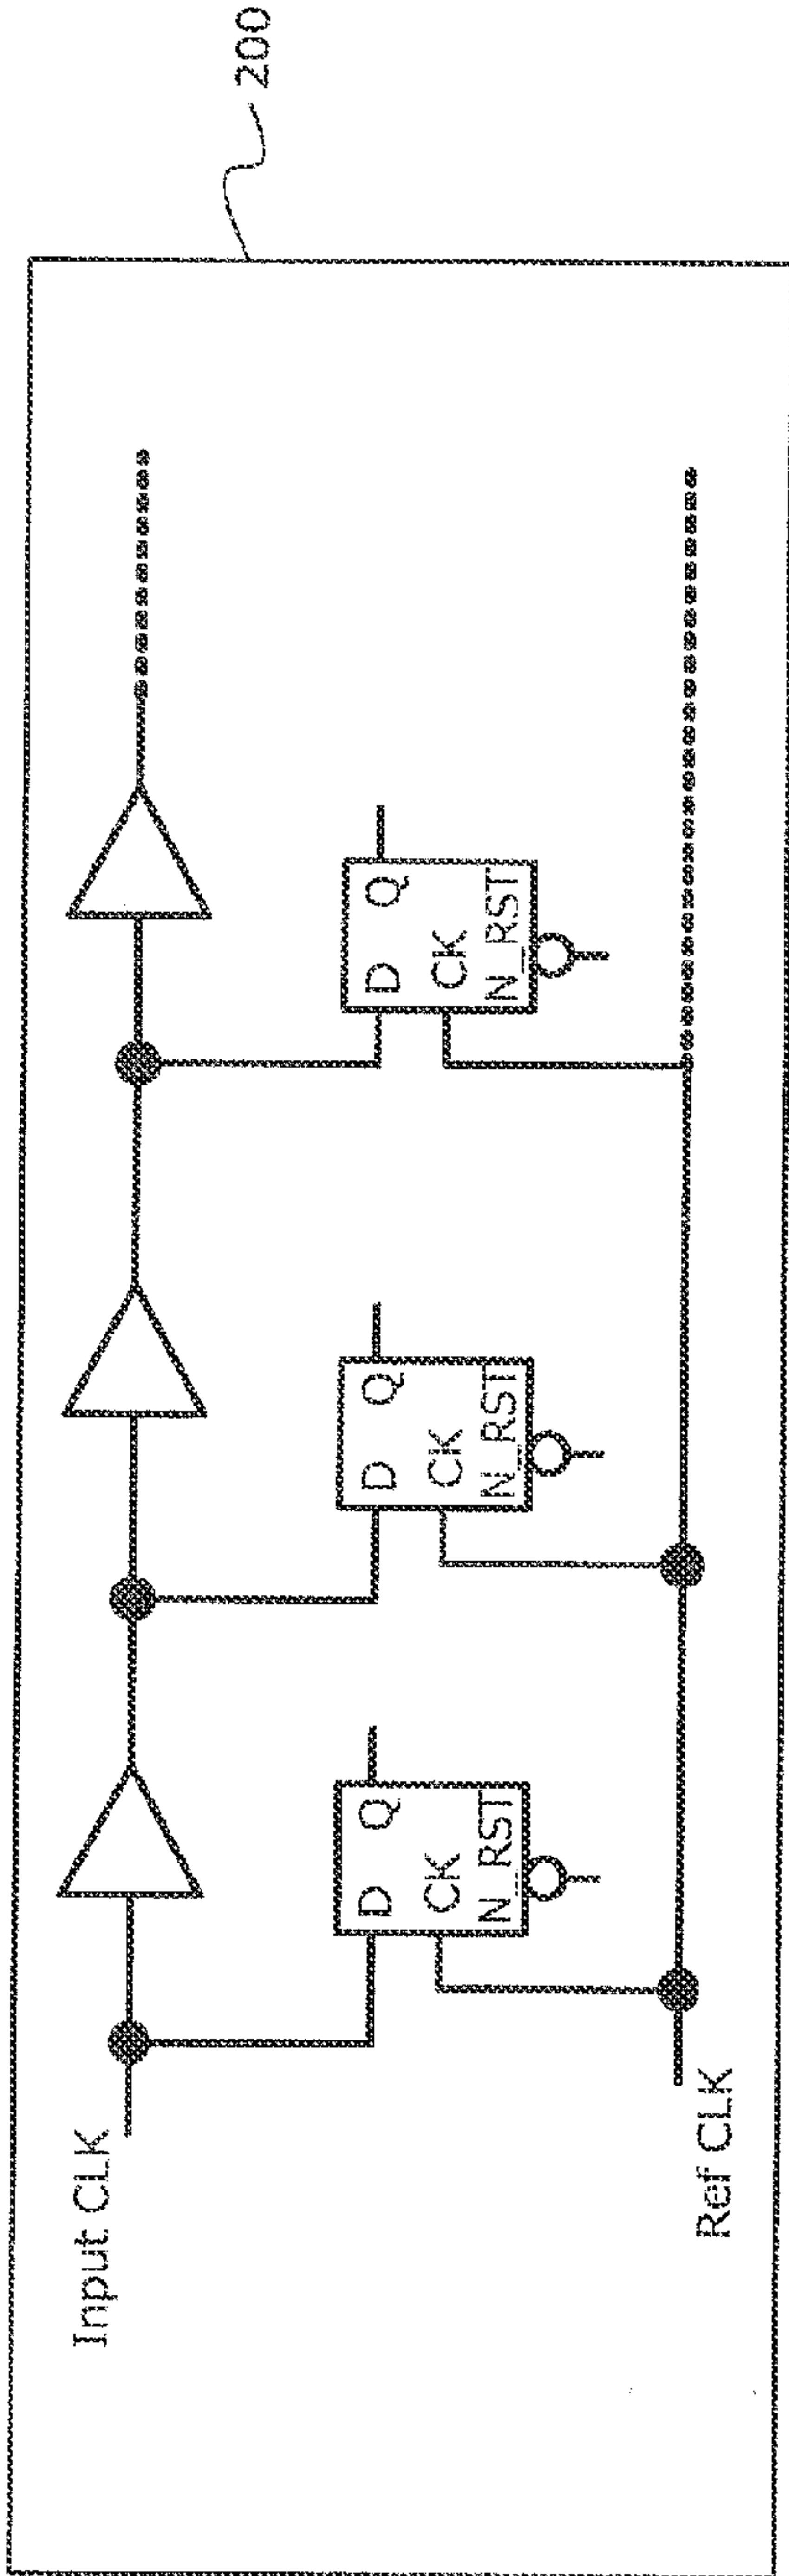 200
Input CLK
D Q
CK
N_RST
D Q
CK
N_RST
D Q
CK
N_RST
Ref CLK